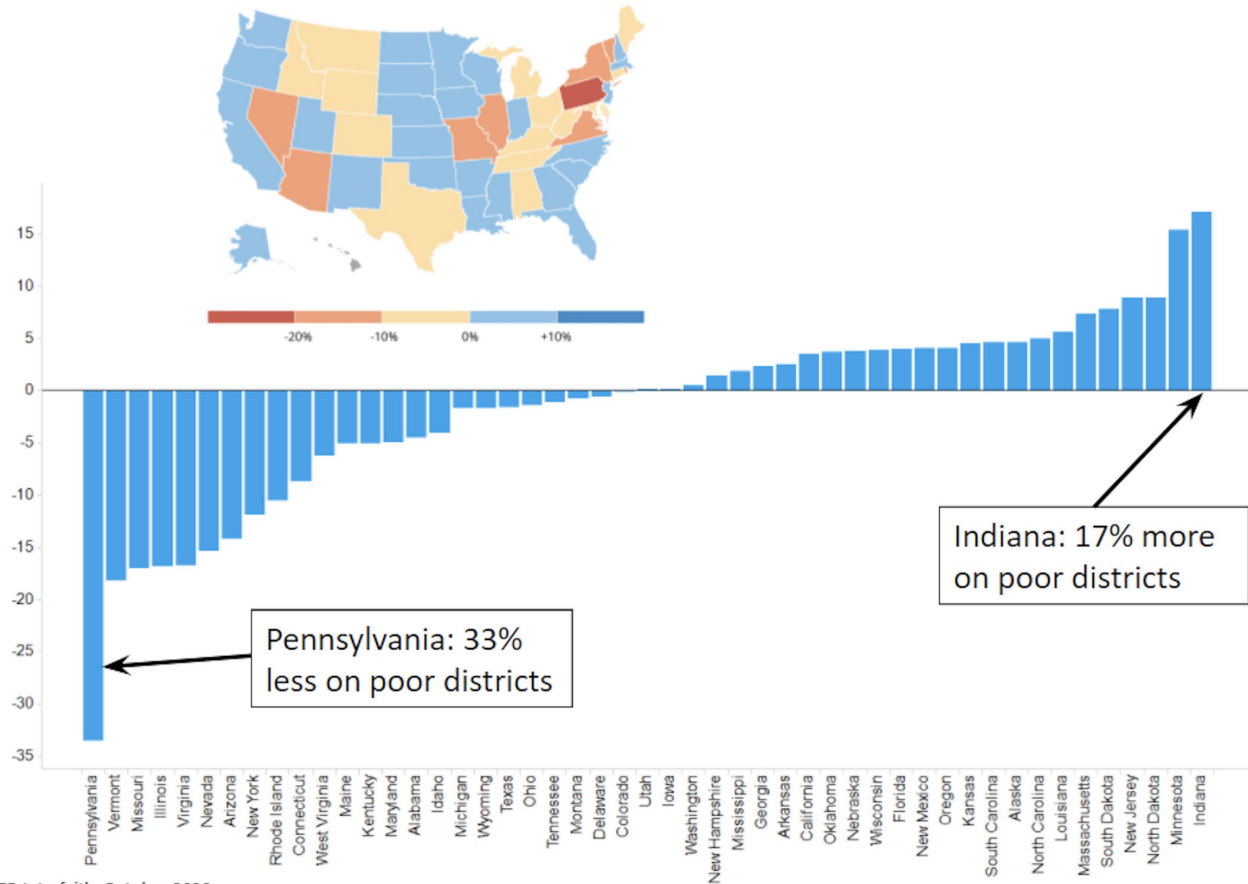 -20%
-10%
0%
+10%
15
10
5
0
-5
-10
-15
-20
-25
-30
-35
Indiana: 17% more
on poor districts
Pennsylvania: 33%
less on poor districts
Pennsylvania
Vermont
Missouri
Illinois
Virginia
Nevada
Arizona
New York
Rhode Island
Connecticut
West Virginia
Maine
Kentucky
Maryland
Alabama
Idaho
Michigan
Wyoming
Texas
Ohio
Tennessee
Montana
Delaware
Colorado
Utah
Iowa
Washington
New Hampshire
Mississippi
Georgia
Arkansas
California
Oklahoma
Nebraska
Wisconsin
Florida
New Mexico
Oregon
Kansas
South Carolina
Alaska
North Carolina
Louisiana
Massachusetts
South Dakota
New Jersey
North Dakota
Minnesota
Indiana